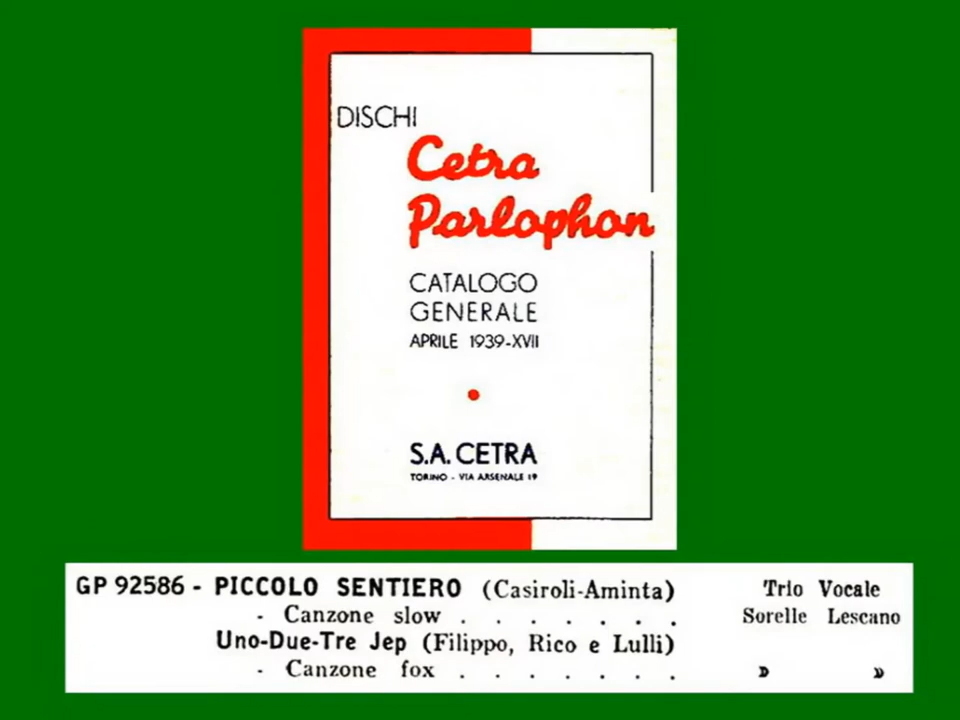 DISCHI
Cetra
Parlophon
CATALOGO
GENERALE
APRILE 1939-XVII
S.A. CETRA
TORINO - VIA ARSENALE 19
GP 92586 - PICCOLO SENTIERO (Casiroli-Aminta) Trio Vocale
- Canzone slow . . . . . . . Sorelle Lescano
Uno-Due-Tre Jep (Filippo, Rico e Lulli)
- Canzone fox . . . . . . . » »